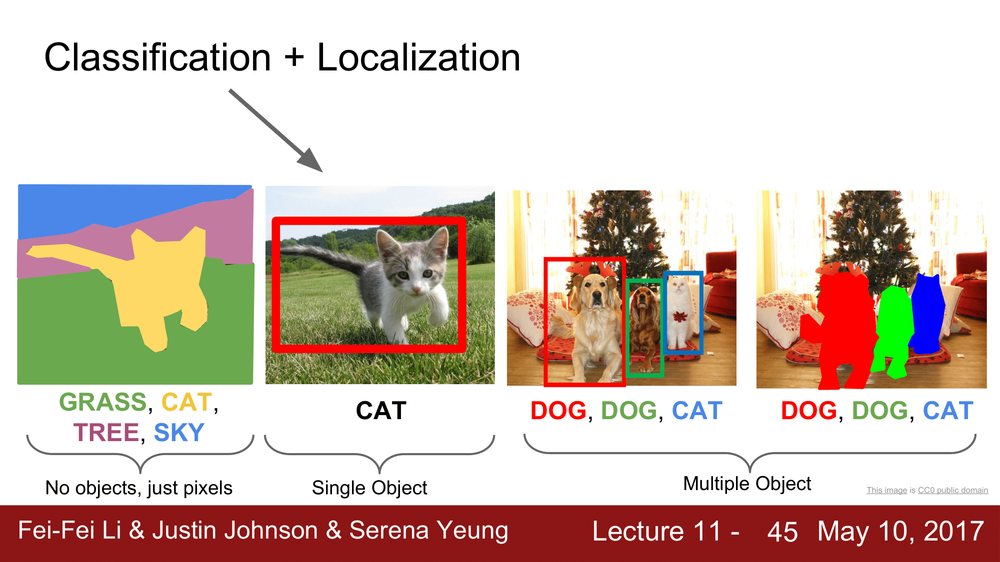 Classification + Localization
GRASS, CAT,
TREE, SKY
CAT
DOG, DOG, CAT
DOG, DOG, CAT
No objects, just pixels
Single Object
Multiple Object
This image is CC0 public domain
Fei-Fei Li & Justin Johnson & Serena Yeung
Lecture 11 - 45 May 10, 2017